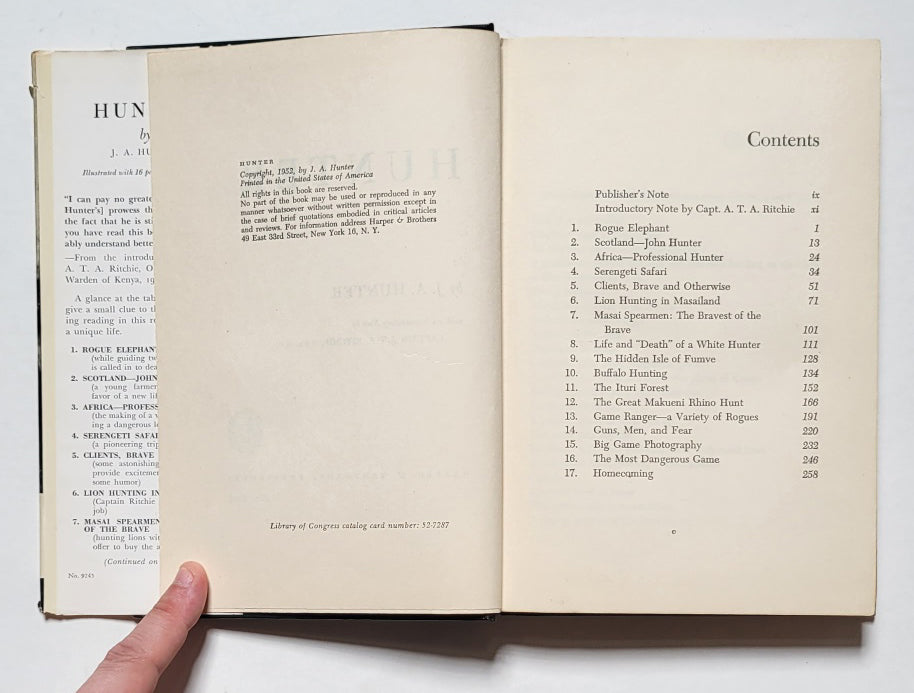 HUN
by
J. A. HU
Illustrated with 16 p
"I can pay no greate
Hunter's] prowess th
the fact that he is sti
you have read this b
ably understand bette
—From the introdu
A. T. A. Ritchie, O
Warden of Kenya, 19
A glance at the tab
give a small clue to t
ing reading in this r
a unique life.
1. ROGUE ELEPHAN
(while guiding tw
is called in to dea
2. SCOTLAND—JOHN
(a young farmer
favor of a new lif
3. AFRICA—PROFESS
(the making of a
ing a dangerous
4. SERENGETI SAFA
(a pioneering trip
5. CLIENTS, BRAVE
(some astonishing
provide excitemen
some humor)
6. LION HUNTING IN
(Captain Ritchie
job)
7. MASAI SPEARMEN
OF THE BRAVE
(hunting lions wit
offer to buy the a
(Continued on
No. 9245
HUNTER
Copyright, 1952, by J. A. Hunter
Printed in the United States of America
All rights in this book are reserved.
No part of the book may be used or reproduced in any
manner whatsoever without written permission except in
the case of brief quotations embodied in critical articles
and reviews. For information address Harper & Brothers
49 East 33rd Street, New York 16, N. Y.
Library of Congress catalog card number: 52-7287
Contents
Publisher's Note ix
Introductory Note by Capt. A. T. A. Ritchie xi
1. Rogue Elephant 1
2. Scotland—John Hunter 13
3. Africa—Professional Hunter 24
4. Serengeti Safari 34
5. Clients, Brave and Otherwise 51
6. Lion Hunting in Masailand 71
7. Masai Spearmen: The Bravest of the
Brave 101
8. Life and "Death" of a White Hunter 111
9. The Hidden Isle of Fumve 128
10. Buffalo Hunting 134
11. The Ituri Forest 152
12. The Great Makueni Rhino Hunt 166
13. Game Ranger—a Variety of Rogues 191
14. Guns, Men, and Fear 220
15. Big Game Photography 232
16. The Most Dangerous Game 246
17. Homecoming 258